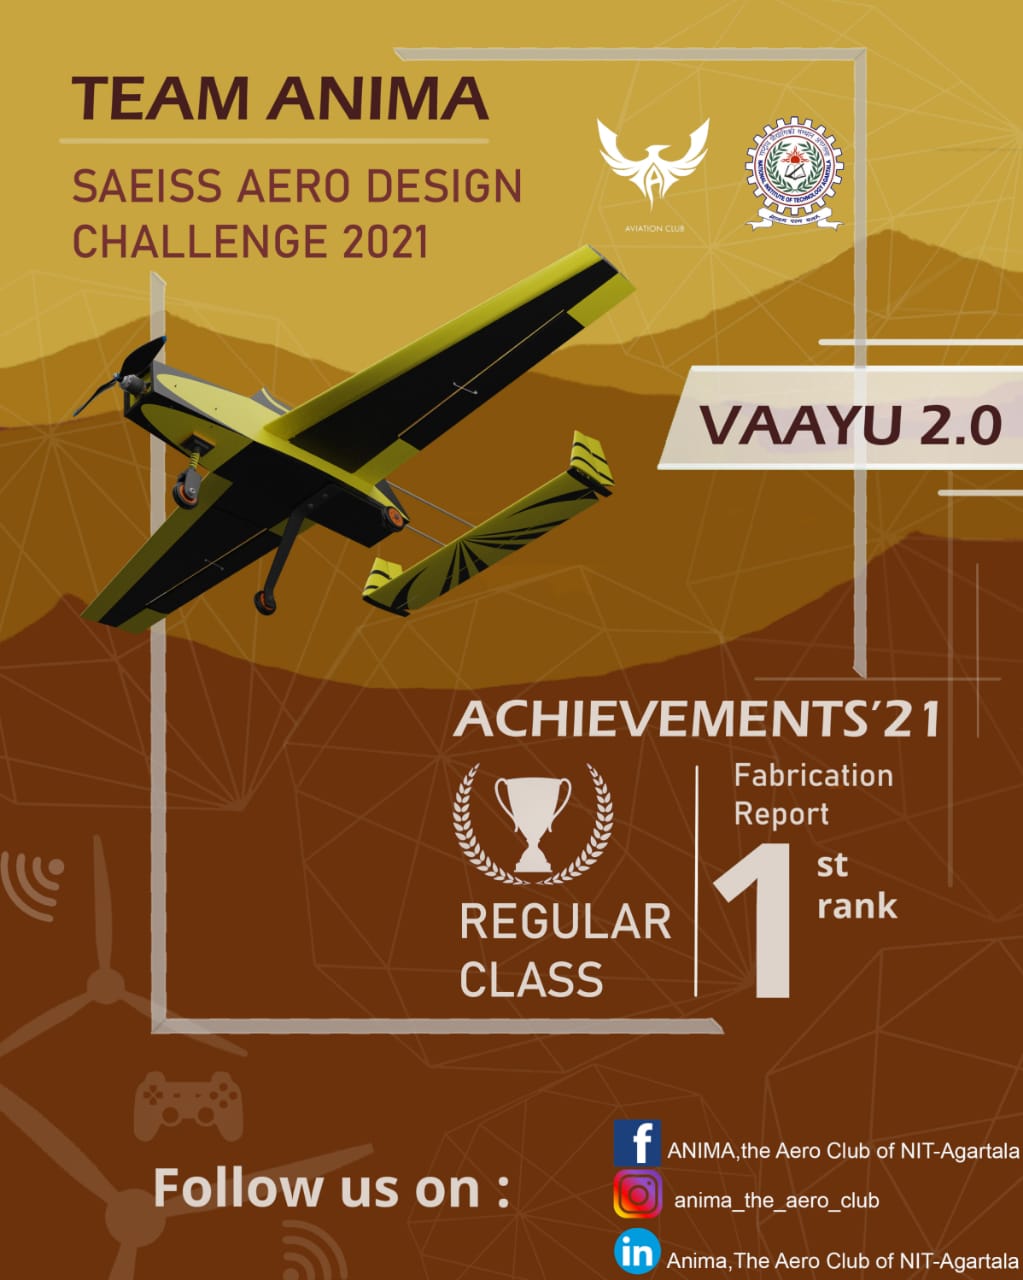 TEAM ANIMA
SAEISS AERO DESIGN
CHALLENGE 2021
AVIATION CLUB
NATIONAL INSTITUTE OF TECHNOLOGY AGARTALA
VAAYU 2.0
ACHIEVEMENTS'21
REGULAR
CLASS
Fabrication
Report
1st
rank
Follow us on :
ANIMA,the Aero Club of NIT-Agartala
anima_the_aero_club
Anima,The Aero Club of NIT-Agartala